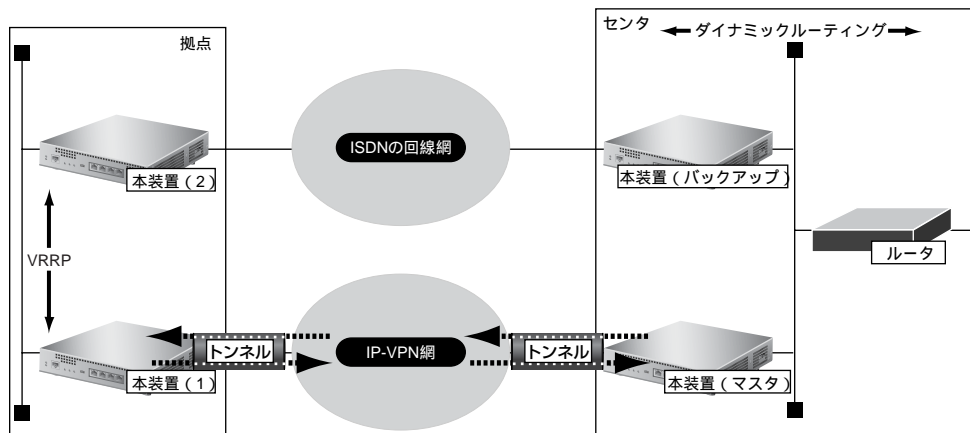 センタ
ダイナミックルーティング
拠点
ISDNの回線網
本装置(2)
本装置(バックアップ)
VRRP
ルータ
トンネル
IP-VPN網
トンネル
本装置(1)
本装置(マスタ)